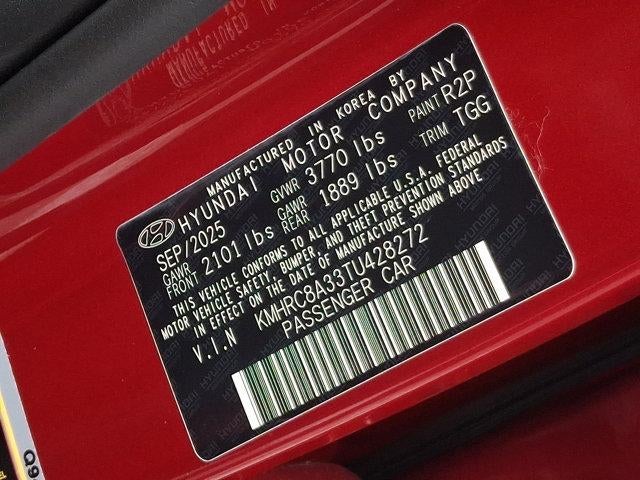 MANUFACTURED IN KOREA BY
HYUNDAI MOTOR COMPANY
SEP/2025 GVWR 3770 lbs PAINT R2P
GAWR FRONT 2101 lbs GAWR REAR 1889 lbs TRIM TGG
THIS VEHICLE CONFORMS TO ALL APPLICABLE U.S.A. FEDERAL
MOTOR VEHICLE SAFETY, BUMPER, AND THEFT PREVENTION STANDARDS
IN EFFECT ON THE DATE OF MANUFACTURE SHOWN ABOVE
V.I.N KMHRC8A33TU428272
PASSENGER CAR
Q9